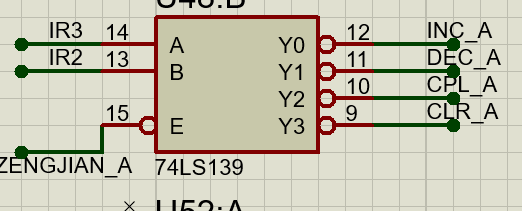 U48:B
IR3 14 A Y0 12 INC_A
IR2 13 B Y1 11 DEC_A
Y2 10 CPL_A
15 E Y3 9 CLR_A
ZENGJIAN_A
74LS139
U52:A